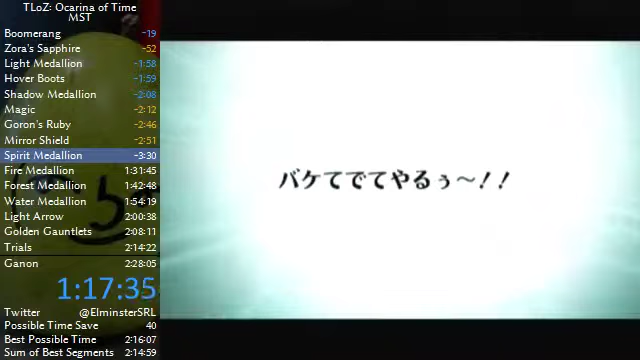 TLoZ: Ocarina of Time
MST
Boomerang -19
Zora's Sapphire -52
Light Medallion -1:58
Hover Boots -1:59
Shadow Medallion -2:08
Magic -2:12
Goron's Ruby -2:46
Mirror Shield -2:51
Spirit Medallion -3:30
Fire Medallion 1:31:45
Forest Medallion 1:42:48
Water Medallion 1:54:19
Light Arrow 2:00:38
Golden Gauntlets 2:08:11
Trials 2:14:22
Ganon 2:28:05
1:17:35
Twitter @ElminsterSRL
Possible Time Save 40
Best Possible Time 2:16:07
Sum of Best Segments 2:14:59
バケてでてやるぅ〜!!